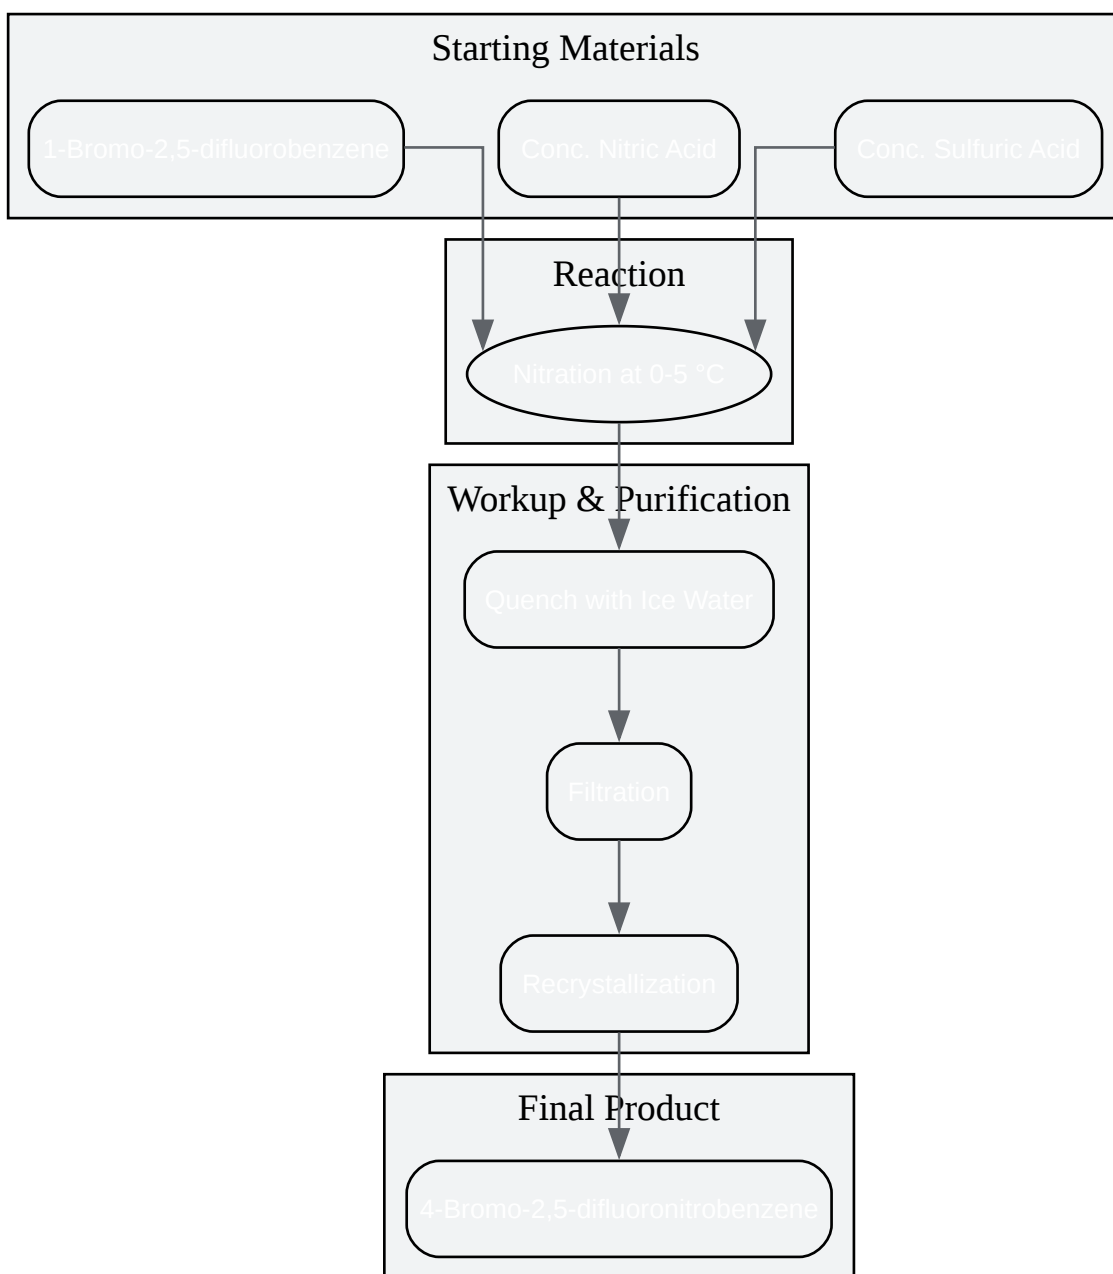 Starting Materials
1-Bromo-2,5-difluorobenzene
Conc. Nitric Acid
Conc. Sulfuric Acid
Reaction
Nitration at 0-5 °C
Workup & Purification
Quench with Ice Water
Filtration
Recrystallization
Final Product
4-Bromo-2,5-difluoronitrobenzene